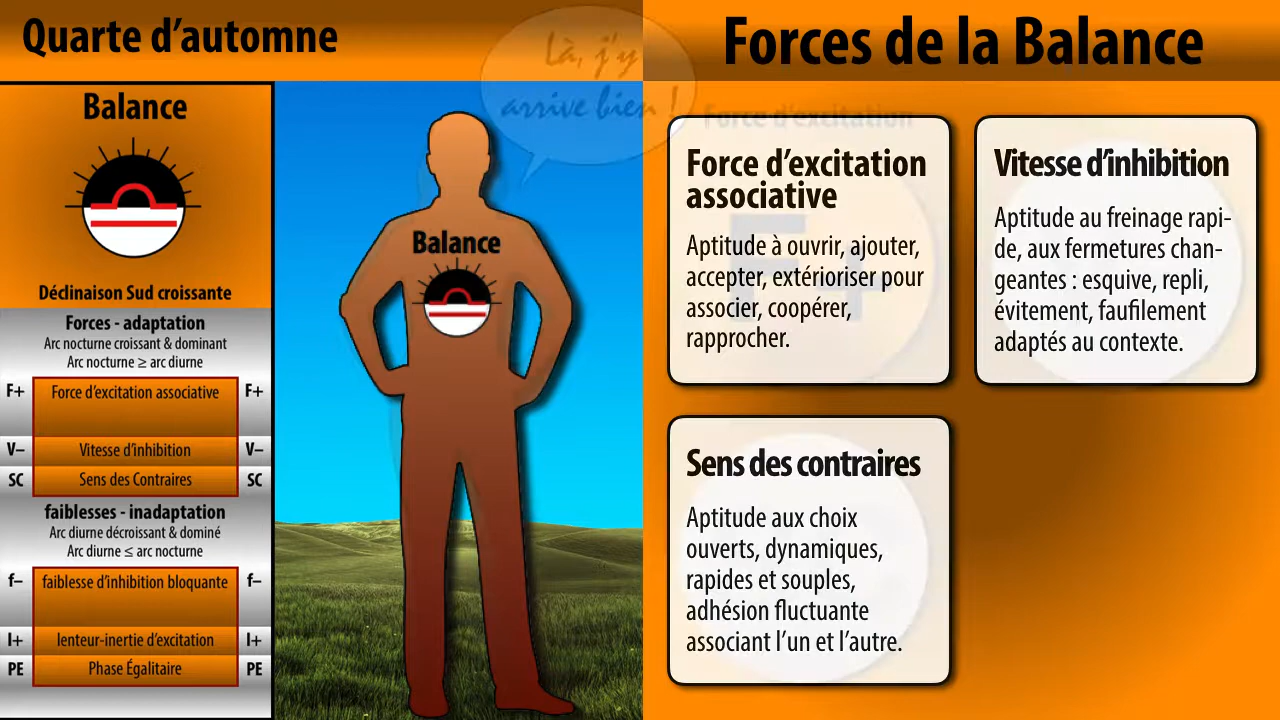 Quarte d’automne
Balance
Déclinaison Sud croissante
Forces - adaptation
Arc nocturne croissant & dominant
Arc nocturne ≥ arc diurne
F+ Force d’excitation associative F+
V– Vitesse d’inhibition V–
SC Sens des Contraires SC
faiblesses - inadaptation
Arc diurne décroissant & dominé
Arc diurne ≤ arc nocturne
f– faiblesse d’inhibition bloquante f–
I+ lenteur-inertie d’excitation I+
PE Phase Égalitaire PE
Là, j’y
arrive bien !
Balance
Forces de la Balance
Force d’excitation
F+
Force d’excitation
associative
Aptitude à ouvrir, ajouter,
accepter, extérioriser pour
associer, coopérer,
rapprocher.
Vitesse d’inhibition
Aptitude au freinage rapi-
de, aux fermetures chan-
geantes : esquive, repli,
évitement, faufilement
adaptés au contexte.
Sens des contraires
Aptitude aux choix
ouverts, dynamiques,
rapides et souples,
adhésion fluctuante
associant l’un et l’autre.